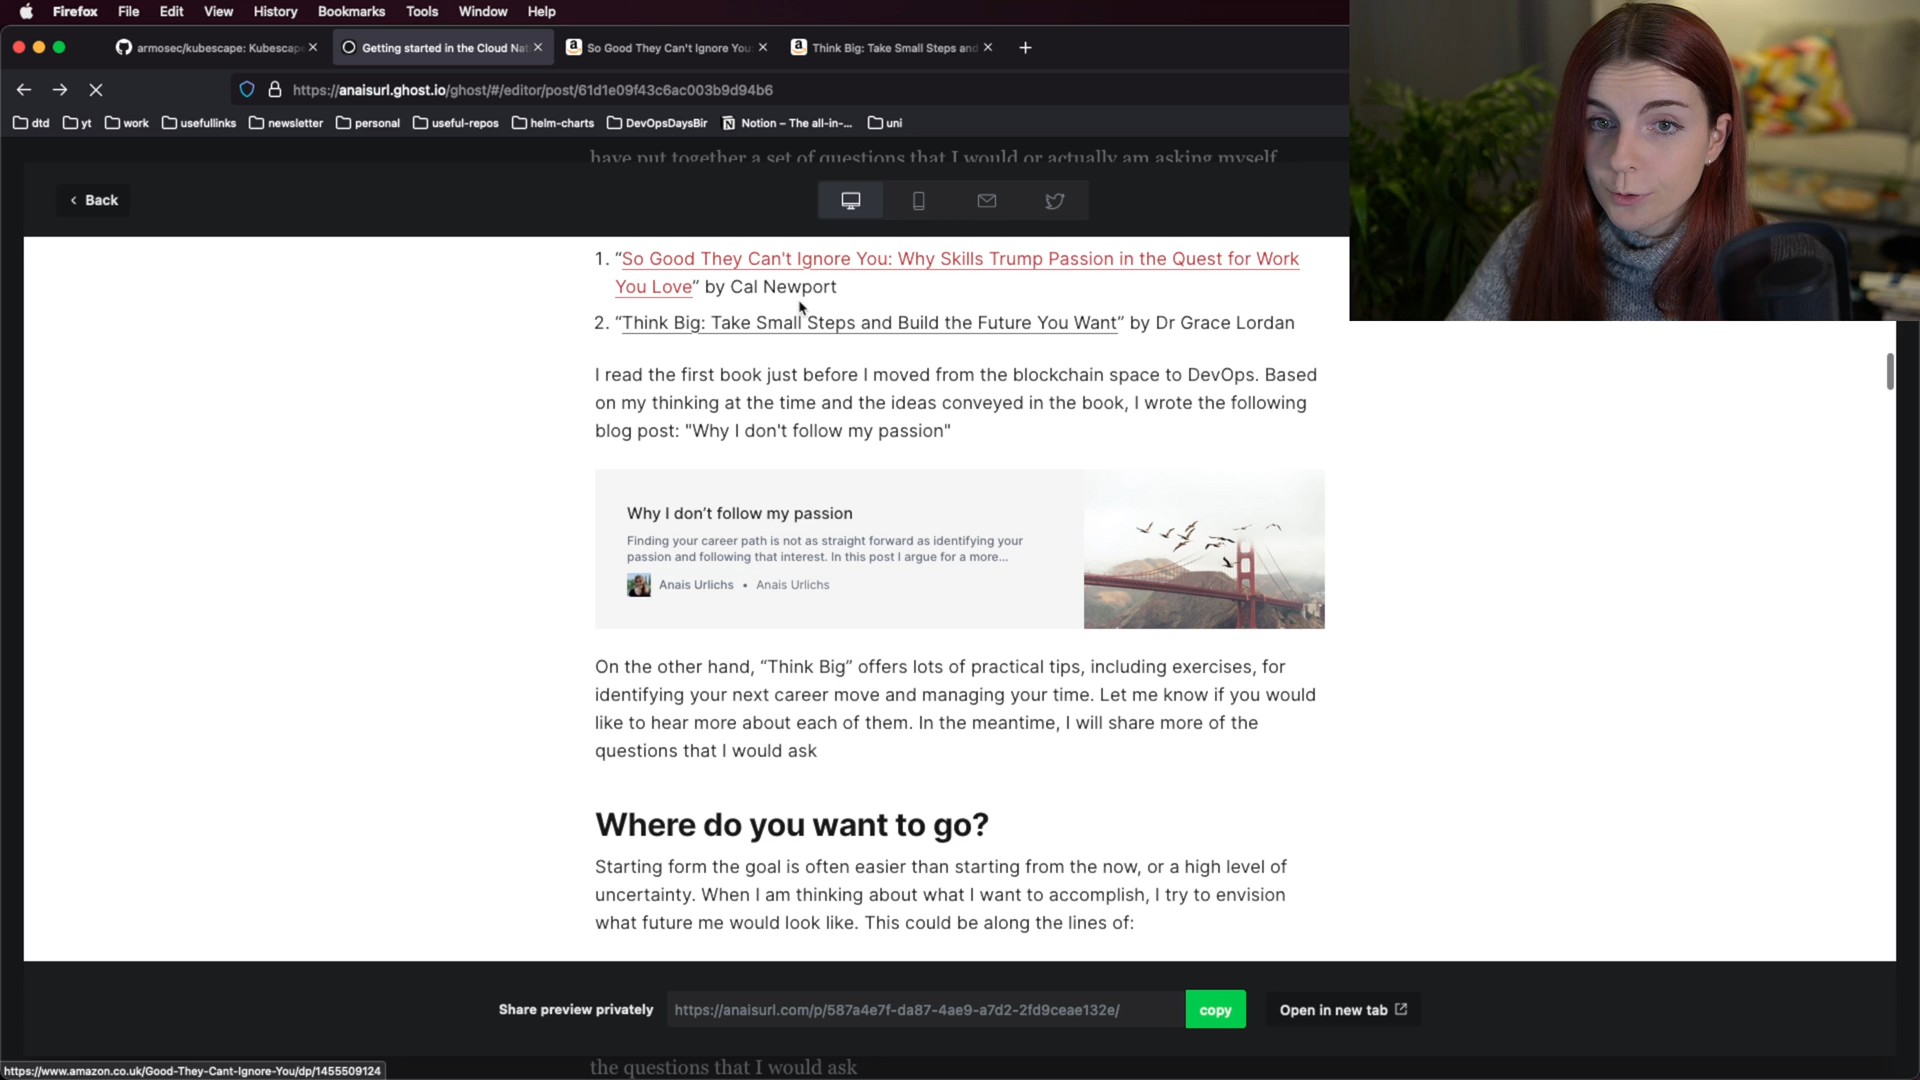 Firefox File Edit View History Bookmarks Tools Window Help
armosec/kubescape: Kubescap
Getting started in the Cloud Nat
So Good They Can't Ignore You:
Think Big: Take Small Steps and
https://anaisurl.ghost.io/ghost/#/editor/post/61d1e09f43c6ac003b9d94b6
dtd yt work usefullinks newsletter personal useful-repos helm-charts DevOpsDaysBir Notion – The all-in-... uni
have put together a set of questions that I would or actually am asking myself
Back
1. “So Good They Can't Ignore You: Why Skills Trump Passion in the Quest for Work
You Love” by Cal Newport
2. “Think Big: Take Small Steps and Build the Future You Want” by Dr Grace Lordan
I read the first book just before I moved from the blockchain space to DevOps. Based
on my thinking at the time and the ideas conveyed in the book, I wrote the following
blog post: "Why I don't follow my passion"
Why I don’t follow my passion
Finding your career path is not as straight forward as identifying your
passion and following that interest. In this post I argue for a more...
Anais Urlichs • Anais Urlichs
On the other hand, “Think Big” offers lots of practical tips, including exercises, for
identifying your next career move and managing your time. Let me know if you would
like to hear more about each of them. In the meantime, I will share more of the
questions that I would ask
Where do you want to go?
Starting form the goal is often easier than starting from the now, or a high level of
uncertainty. When I am thinking about what I want to accomplish, I try to envision
what future me would look like. This could be along the lines of:
Share preview privately https://anaisurl.com/p/587a4e7f-da87-4ae9-a7d2-2fd9ceae132e/ copy Open in new tab
the questions that I would ask
https://www.amazon.co.uk/Good-They-Cant-Ignore-You/dp/1455509124